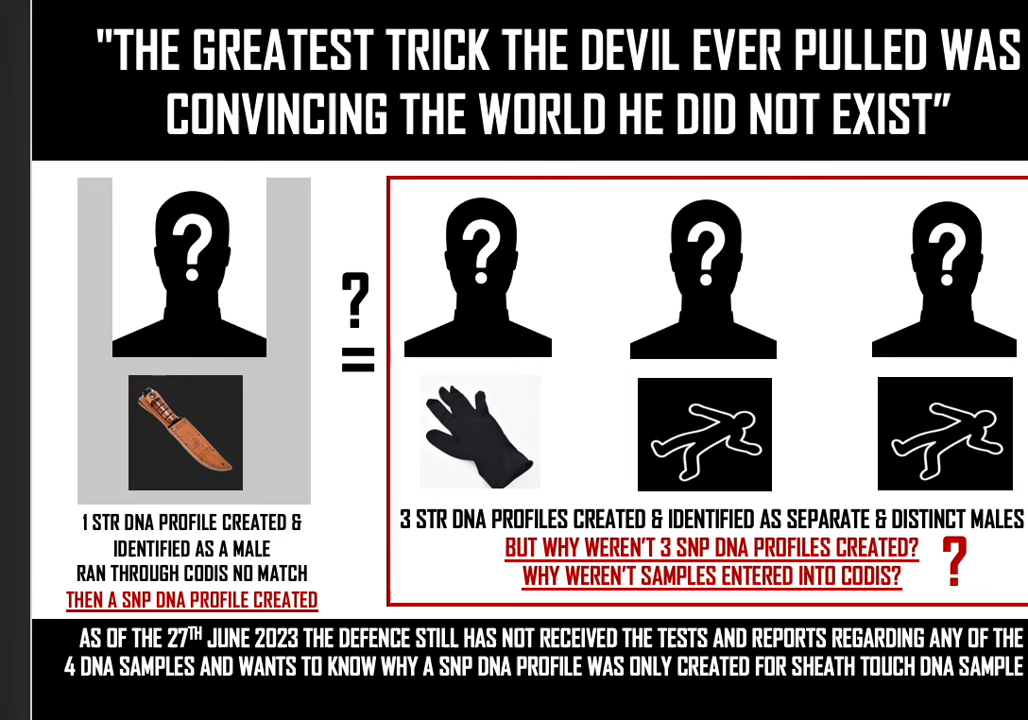 "THE GREATEST TRICK THE DEVIL EVER PULLED WAS
CONVINCING THE WORLD HE DID NOT EXIST”
?
?
?
?
?
=
1 STR DNA PROFILE CREATED &
IDENTIFIED AS A MALE
RAN THROUGH CODIS NO MATCH
THEN A SNP DNA PROFILE CREATED
3 STR DNA PROFILES CREATED & IDENTIFIED AS SEPARATE & DISTINCT MALES
BUT WHY WEREN'T 3 SNP DNA PROFILES CREATED?
WHY WEREN'T SAMPLES ENTERED INTO CODIS?
?
AS OF THE 27TH JUNE 2023 THE DEFENCE STILL HAS NOT RECEIVED THE TESTS AND REPORTS REGARDING ANY OF THE
4 DNA SAMPLES AND WANTS TO KNOW WHY A SNP DNA PROFILE WAS ONLY CREATED FOR SHEATH TOUCH DNA SAMPLE